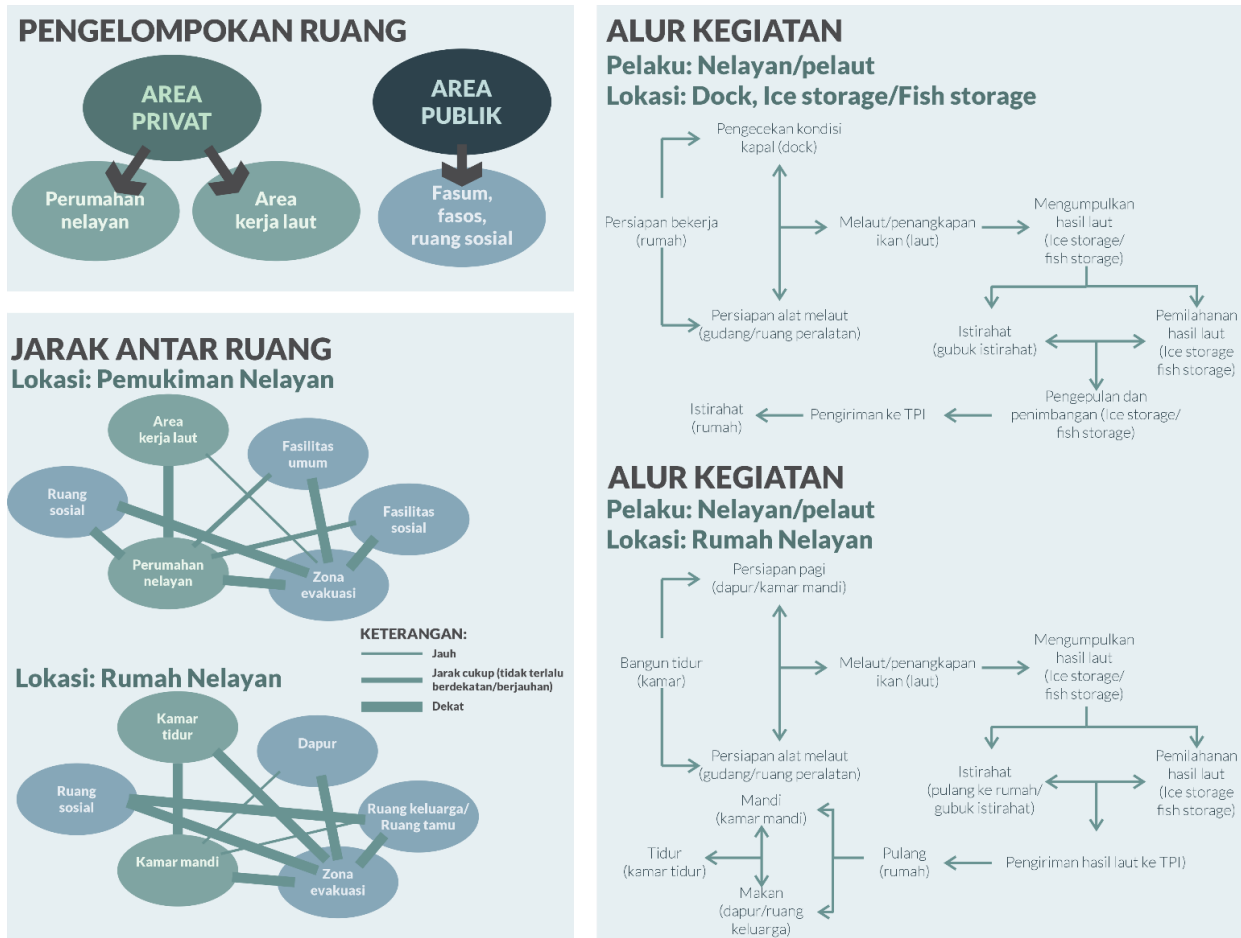 PENGELOMPOKAN RUANG
AREA
PRIVAT
AREA
PUBLIK
Perumahan
nelayan
Area
kerja laut
Fasum,
fasos,
ruang sosial
JARAK ANTAR RUANG
Lokasi: Pemukiman Nelayan
Area
kerja laut
Fasilitas
umum
Ruang
sosial
Fasilitas
sosial
Perumahan
nelayan
Zona
evakuasi
KETERANGAN:
Jauh
Jarak cukup (tidak terlalu
berdekatan/berjauhan)
Dekat
Lokasi: Rumah Nelayan
Kamar
tidur
Dapur
Ruang
sosial
Ruang keluarga/
Ruang tamu
Kamar mandi
Zona
evakuasi
ALUR KEGIATAN
Pelaku: Nelayan/pelaut
Lokasi: Dock, Ice storage/Fish storage
Pengecekan kondisi
kapal (dock)
Persiapan bekerja
(rumah)
Melaut/penangkapan
ikan (laut)
Mengumpulkan
hasil laut
(Ice storage/
fish storage)
Persiapan alat melaut
(gudang/ruang peralatan)
Istirahat
(gubuk istirahat)
Pemilahanan
hasil laut
(Ice storage
fish storage)
Pengepulan dan
penimbangan (Ice storage/
fish storage)
Pengiriman ke TPI
Istirahat
(rumah)
ALUR KEGIATAN
Pelaku: Nelayan/pelaut
Lokasi: Rumah Nelayan
Persiapan pagi
(dapur/kamar mandi)
Bangun tidur
(kamar)
Melaut/penangkapan
ikan (laut)
Mengumpulkan
hasil laut
(Ice storage/
fish storage)
Persiapan alat melaut
(gudang/ruang peralatan)
Istirahat
(pulang ke rumah/
gubuk istirahat)
Pemilahanan
hasil laut
(Ice storage
fish storage)
Pengiriman hasil laut ke TPI)
Pulang
(rumah)
Mandi
(kamar mandi)
Tidur
(kamar tidur)
Makan
(dapur/ruang
keluarga)